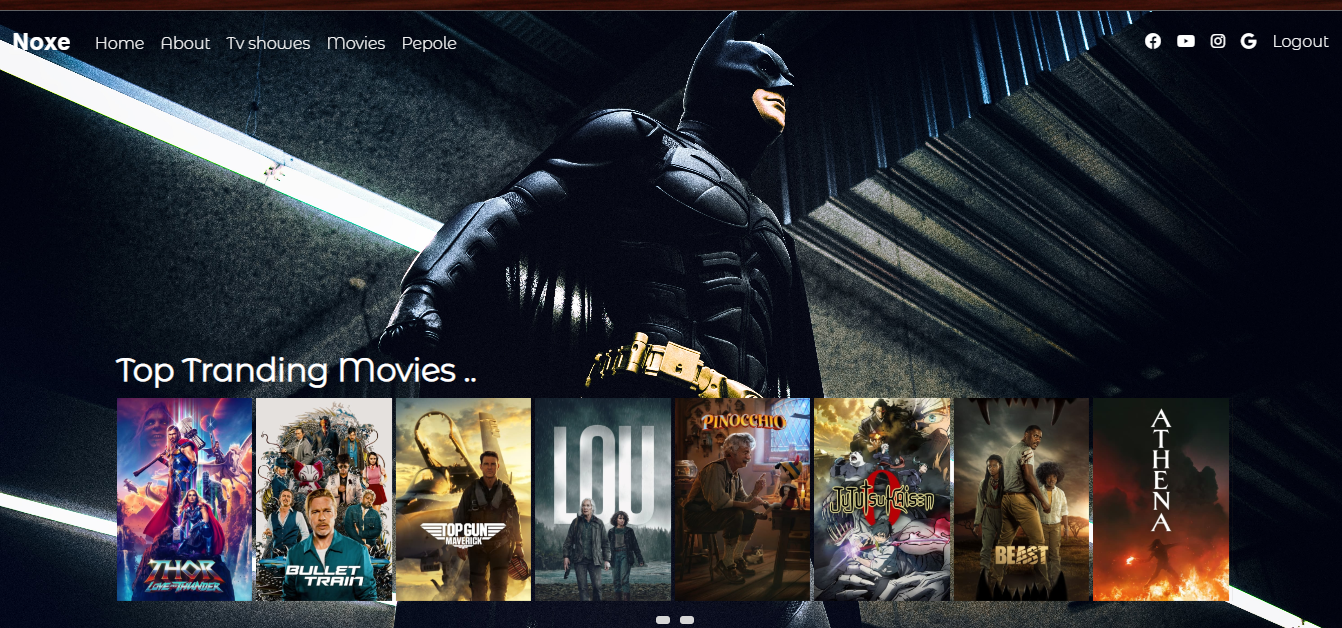 Noxe Home About Tv showes Movies Pepole Logout
Top Tranding Movies ..
THOR
LOVE AND THUNDER
BULLET
TRAIN
TOP GUN
MAVERICK
LOU
PINOCCHIO
JUJUTSU KAISEN
0
BEAST
ATHENA